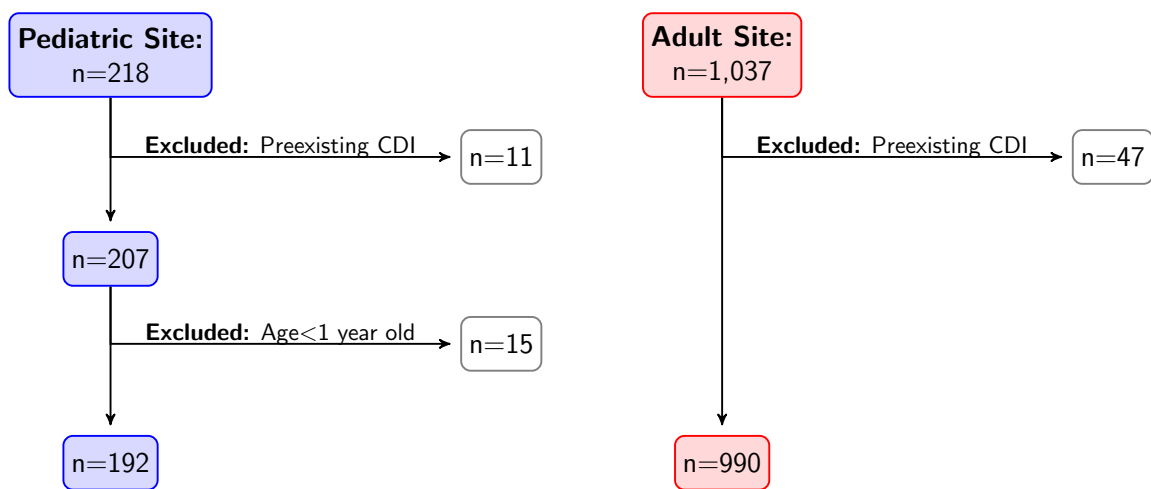 Pediatric Site:
n=218
Excluded: Preexisting CDI
n=11
n=207
Excluded: Age<1 year old
n=15
n=192
Adult Site:
n=1,037
Excluded: Preexisting CDI
n=47
n=990